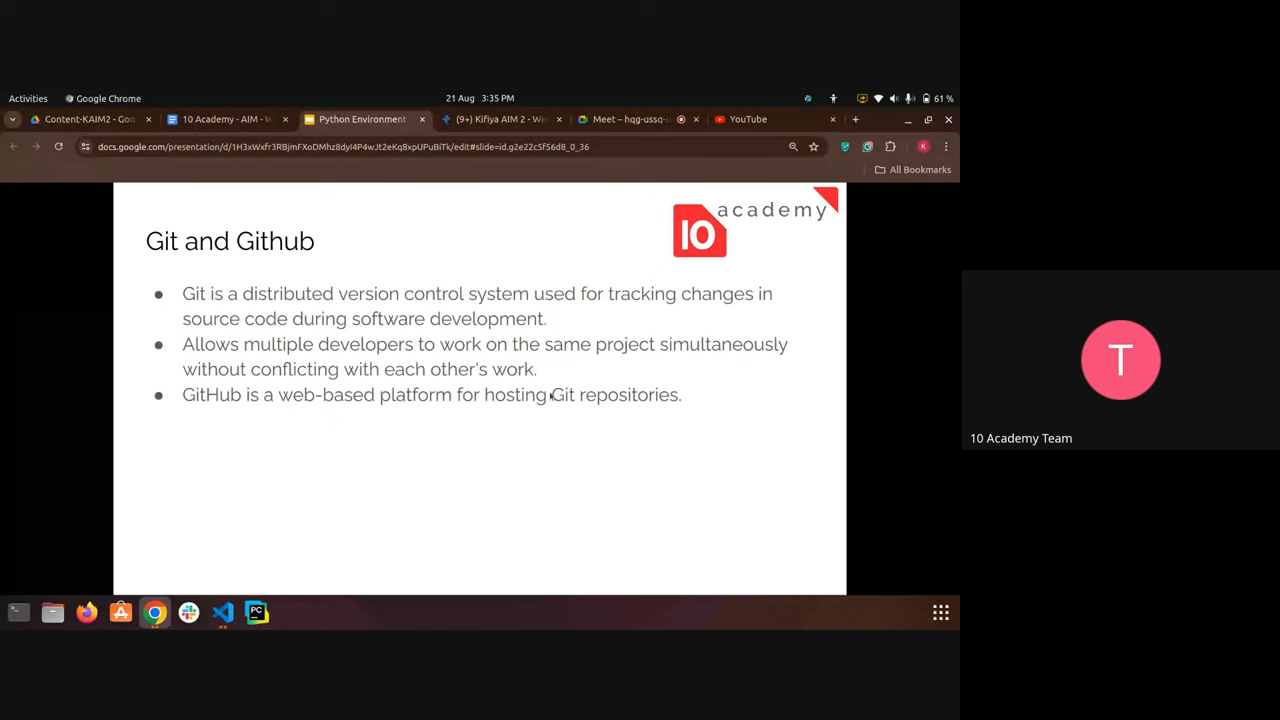 Activities
Google Chrome
21 Aug 3:35 PM
61 %
Content-KAIM2 - Goo
10 Academy - AIM - W
Python Environment
(9+) Kifiya AIM 2 - We
Meet – hqg-ussq-
YouTube
docs.google.com/presentation/d/1H3xWxfr3RBjmFXoDMhz8dyI4P4wJt2eKq8xpUPuBiTk/edit#slide=id.g2e22c5f56d8_0_36
K
All Bookmarks
10 academy
Git and Github
● Git is a distributed version control system used for tracking changes in
source code during software development.
● Allows multiple developers to work on the same project simultaneously
without conflicting with each other's work.
● GitHub is a web-based platform for hosting Git repositories.
T
10 Academy Team
PC